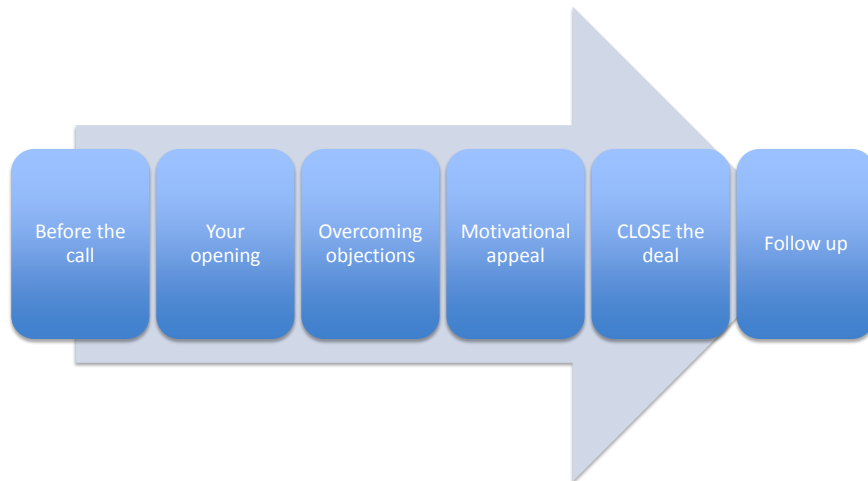 Before the
call
Your
opening
Overcoming
objections
Motivational
appeal
CLOSE the
deal
Follow up